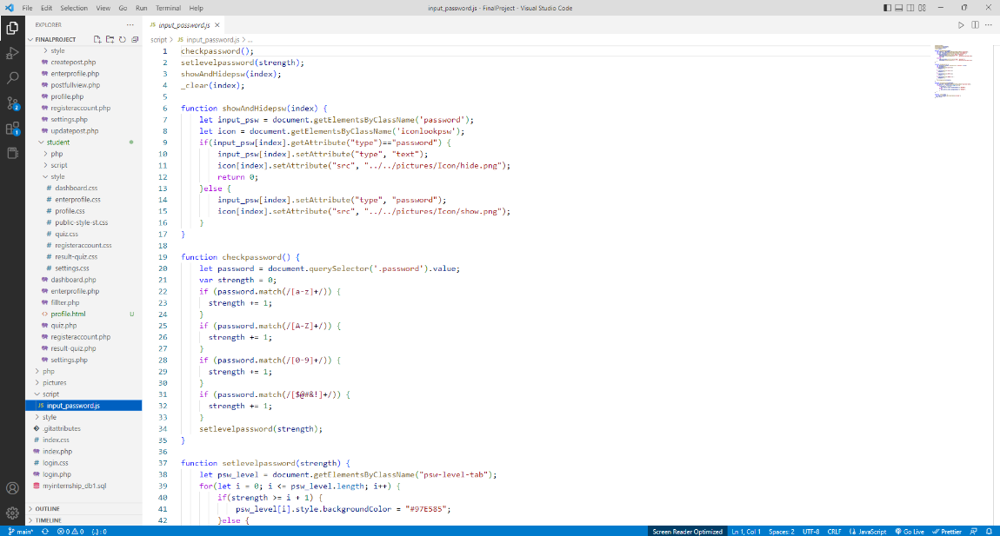 File Edit Selection View Go Run Terminal Help
input_password.js - FinalProject - Visual Studio Code
EXPLORER
FINALPROJECT
style
createpost.php
enterprofile.php
postfullview.php
profile.php
registeraccount.php
settings.php
updatepost.php
student
php
script
style
# dashboard.css
# enterprofile.css
# profile.css
# public-style-st.css
# quiz.css
# registeraccount.css
# result-quiz.css
# settings.css
dashboard.php
enterprofile.php
fillter.php
<> profile.html U
quiz.php
registeraccount.php
result-quiz.php
settings.php
php
pictures
script
JS input_password.js
style
.gitattributes
# index.css
index.php
# login.css
login.php
myinternship_db1.sql
OUTLINE
TIMELINE
2
1
JS input_password.js
script > JS input_password.js > ...
1 checkpassword();
2 setlevelpassword(strength);
3 showAndHidepsw(index);
4 _clear(index);
5
6 function showAndHidepsw(index) {
7 let input_psw = document.getElementsByClassName('password');
8 let icon = document.getElementsByClassName('iconlookpsw');
9 if(input_psw[index].getAttribute("type")=="password") {
10 input_psw[index].setAttribute("type", "text");
11 icon[index].setAttribute("src", "../../pictures/Icon/hide.png");
12 return 0;
13 }else {
14 input_psw[index].setAttribute("type", "password");
15 icon[index].setAttribute("src", "../../pictures/Icon/show.png");
16 }
17 }
18
19 function checkpassword() {
20 let password = document.querySelector('.password').value;
21 var strength = 0;
22 if (password.match(/[a-z]+/)) {
23 strength += 1;
24 }
25 if (password.match(/[A-Z]+/)) {
26 strength += 1;
27 }
28 if (password.match(/[0-9]+/)) {
29 strength += 1;
30 }
31 if (password.match(/[$@#&!]+/)) {
32 strength += 1;
33 }
34 setlevelpassword(strength);
35 }
36
37 function setlevelpassword(strength) {
38 let psw_level = document.getElementsByClassName("psw-level-tab");
39 for(let i = 0; i <= psw_level.length; i++) {
40 if(strength >= i + 1) {
41 psw_level[i].style.backgroundColor = "#97E585";
42 }else {
main* 0 0 {..} : 0
Screen Reader Optimized Ln 1, Col 1 Spaces: 2 UTF-8 CRLF JavaScript Go Live Prettier